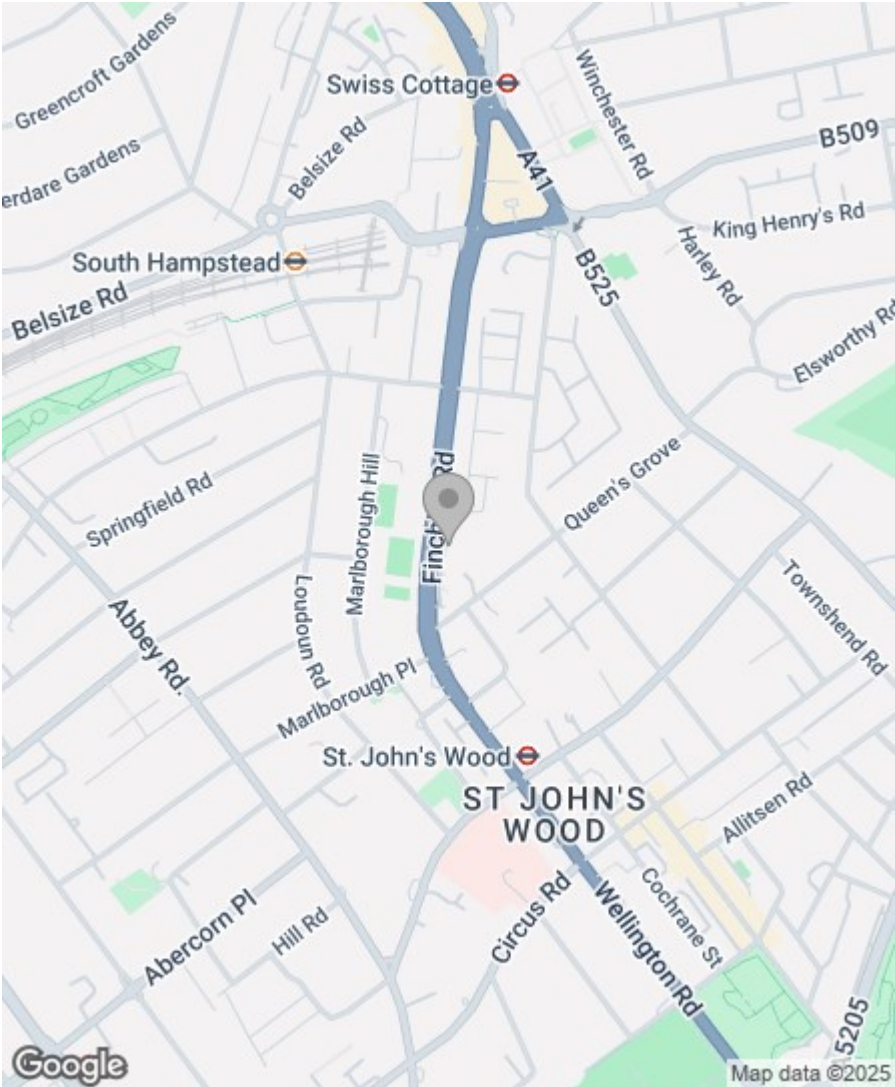 Greencroft Gardens
Swiss Cottage
Winchester Rd
Belsize Rd
A41
B509
erdare Gardens
King Henry's Rd
South Hampstead
Harley Rd
B525
Belsize Rd
Elsworthy Rd
Finch
Rd
Queen's Grove
Marlborough Hill
Springfield Rd
Townshend Rd
Loudoun Rd
Abbey Rd.
Marlborough Pl
St. John's Wood
ST JOHN'S
WOOD
Allitsen Rd
Cochrane St
Circus Rd
Wellington Rd
Abercorn Pl
Hill Rd
5205
Google
Map data ©2025